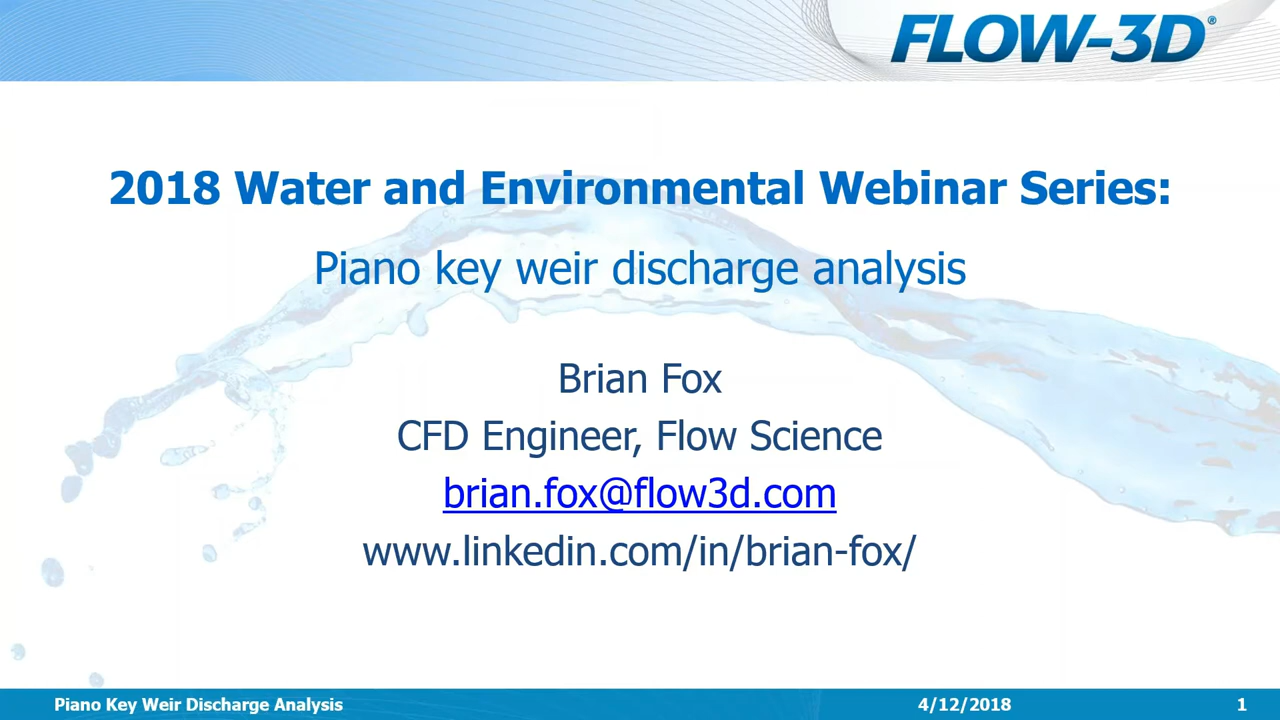 FLOW-3D®
2018 Water and Environmental Webinar Series:
Piano key weir discharge analysis
Brian Fox
CFD Engineer, Flow Science
brian.fox@flow3d.com
www.linkedin.com/in/brian-fox/
Piano Key Weir Discharge Analysis 4/12/2018 1